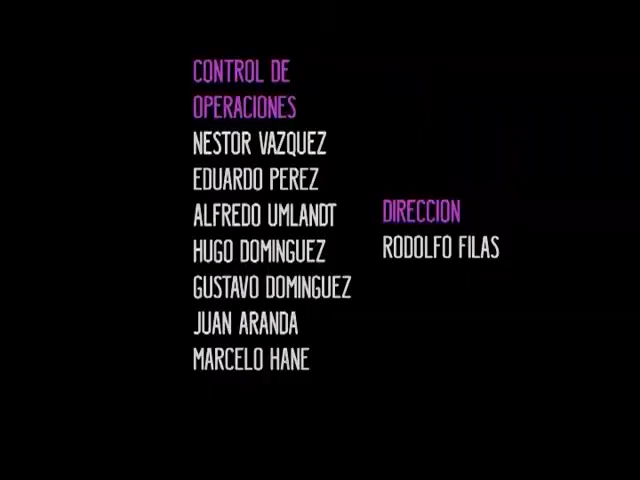 CONTROL DE
OPERACIONES
NESTOR VAZQUEZ
EDUARDO PEREZ
ALFREDO UMLANDT
HUGO DOMINGUEZ
GUSTAVO DOMINGUEZ
JUAN ARANDA
MARCELO HANE
DIRECCION
RODOLFO FILAS